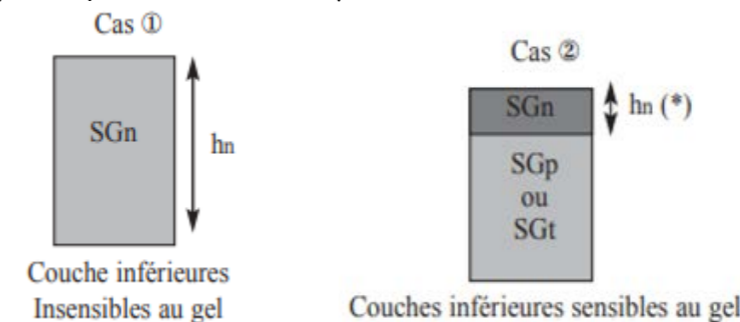 Cas ①
SGn
hn
Couche inférieures
Insensibles au gel
Cas ②
SGn
hn (*)
SGp
ou
SGt
Couches inférieures sensibles au gel